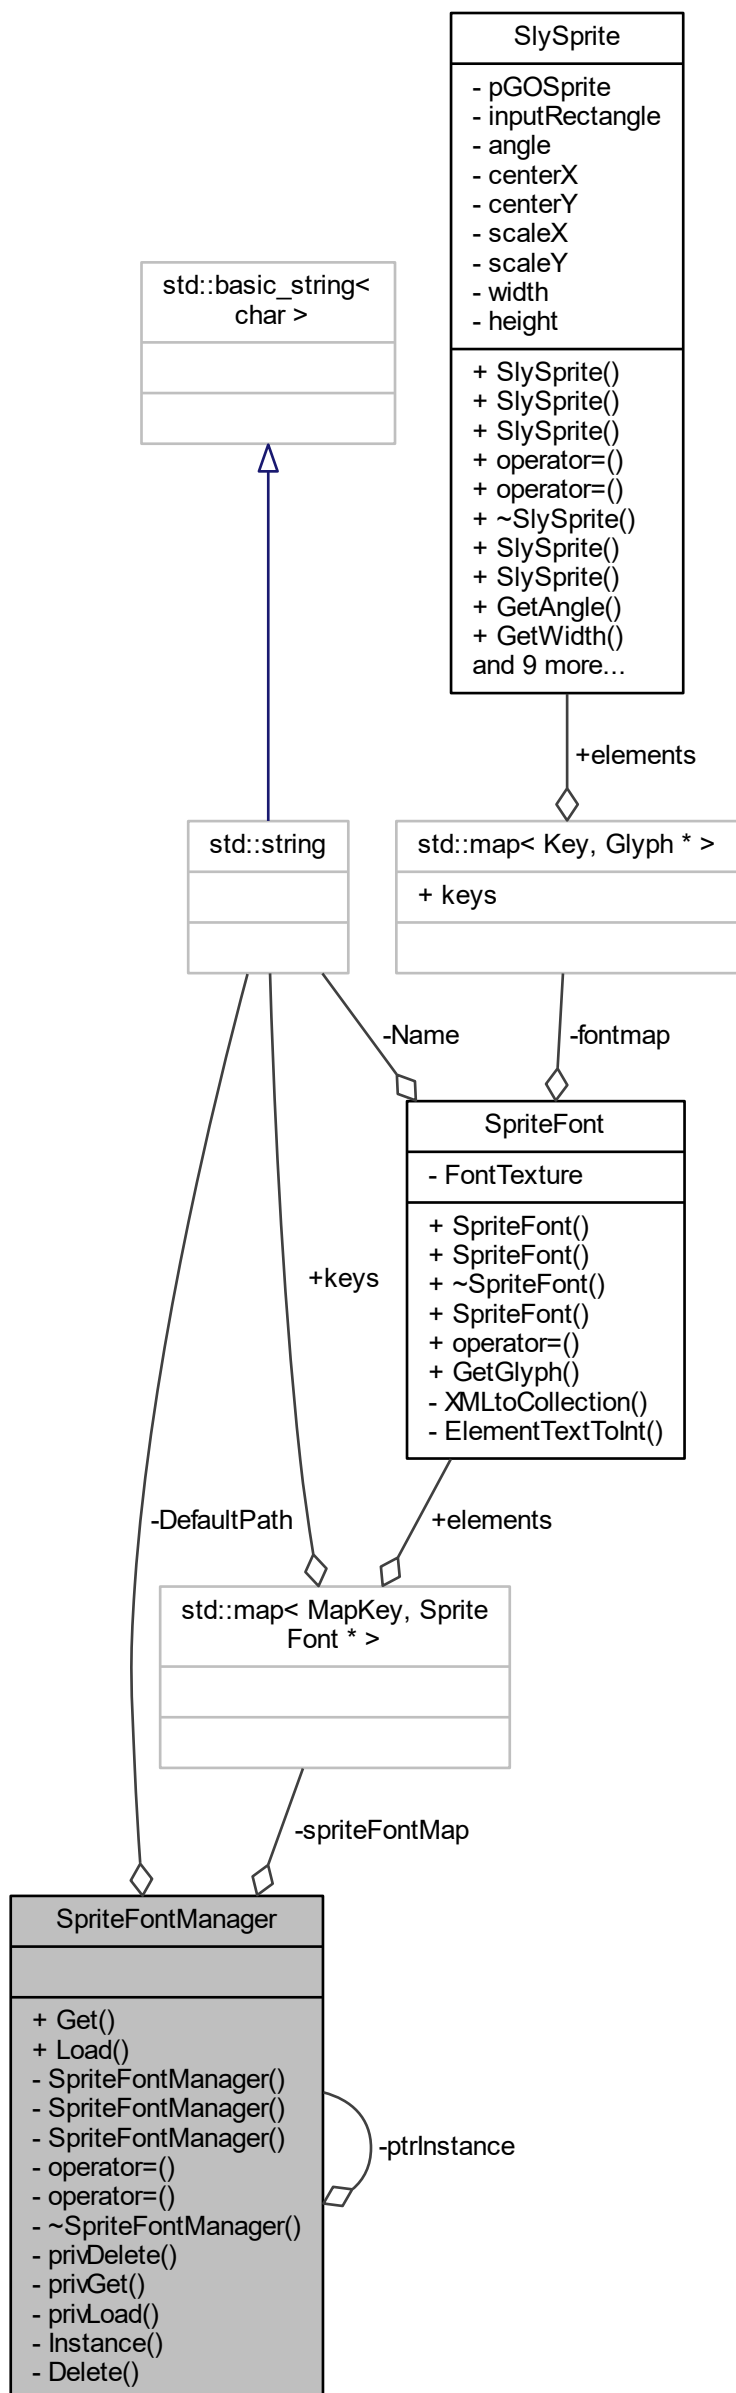 SlySprite
- pGOSprite
- inputRectangle
- angle
- centerX
- centerY
- scaleX
- scaleY
- width
- height
+ SlySprite()
+ SlySprite()
+ SlySprite()
+ operator=()
+ operator=()
+ ~SlySprite()
+ SlySprite()
+ SlySprite()
+ GetAngle()
+ GetWidth()
and 9 more...
std::basic_string<
char >
+elements
std::string
std::map< Key, Glyph * >
+ keys
-Name
-fontmap
SpriteFont
- FontTexture
+ SpriteFont()
+ SpriteFont()
+ ~SpriteFont()
+ SpriteFont()
+ operator=()
+ GetGlyph()
- XMLtoCollection()
- ElementTextToInt()
+keys
-DefaultPath
+elements
std::map< MapKey, Sprite
Font * >
-spriteFontMap
SpriteFontManager
+ Get()
+ Load()
- SpriteFontManager()
- SpriteFontManager()
- SpriteFontManager()
- operator=()
- operator=()
- ~SpriteFontManager()
- privDelete()
- privGet()
- privLoad()
- Instance()
- Delete()
-ptrInstance